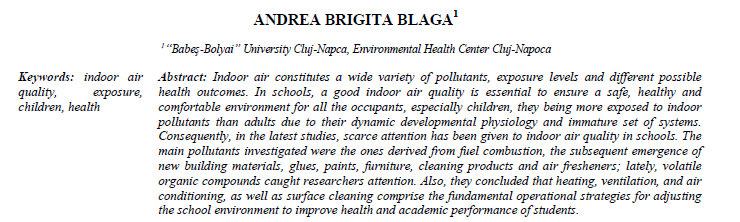 ANDREA BRIGITA BLAGA1
1 “Babeş-Bolyai” University Cluj-Napca, Environmental Health Center Cluj-Napoca
Keywords: indoor air
quality, exposure,
children, health
Abstract: Indoor air constitutes a wide variety of pollutants, exposure levels and different possible
health outcomes. In schools, a good indoor air quality is essential to ensure a safe, healthy and
comfortable environment for all the occupants, especially children, they being more exposed to indoor
pollutants than adults due to their dynamic developmental physiology and immature set of systems.
Consequently, in the latest studies, scarce attention has been given to indoor air quality in schools. The
main pollutants investigated were the ones derived from fuel combustion, the subsequent emergence of
new building materials, glues, paints, furniture, cleaning products and air fresheners; lately, volatile
organic compounds caught researchers attention. Also, they concluded that heating, ventilation, and air
conditioning, as well as surface cleaning comprise the fundamental operational strategies for adjusting
the school environment to improve health and academic performance of students.